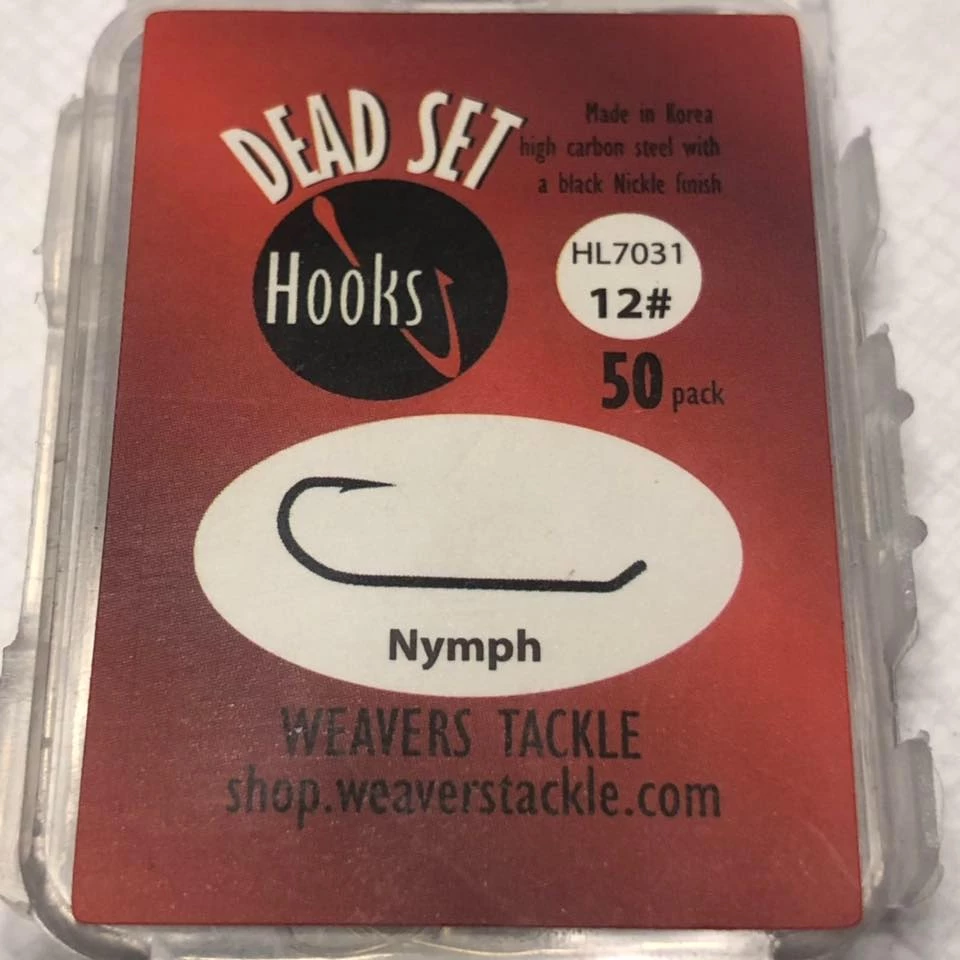 DEAD SET
Hooks
Made in Korea
high carbon steel with
a black Nickle finish
HL7031
12#
50 pack
Nymph
WEAVERS TACKLE
shop.weaverstackle.com